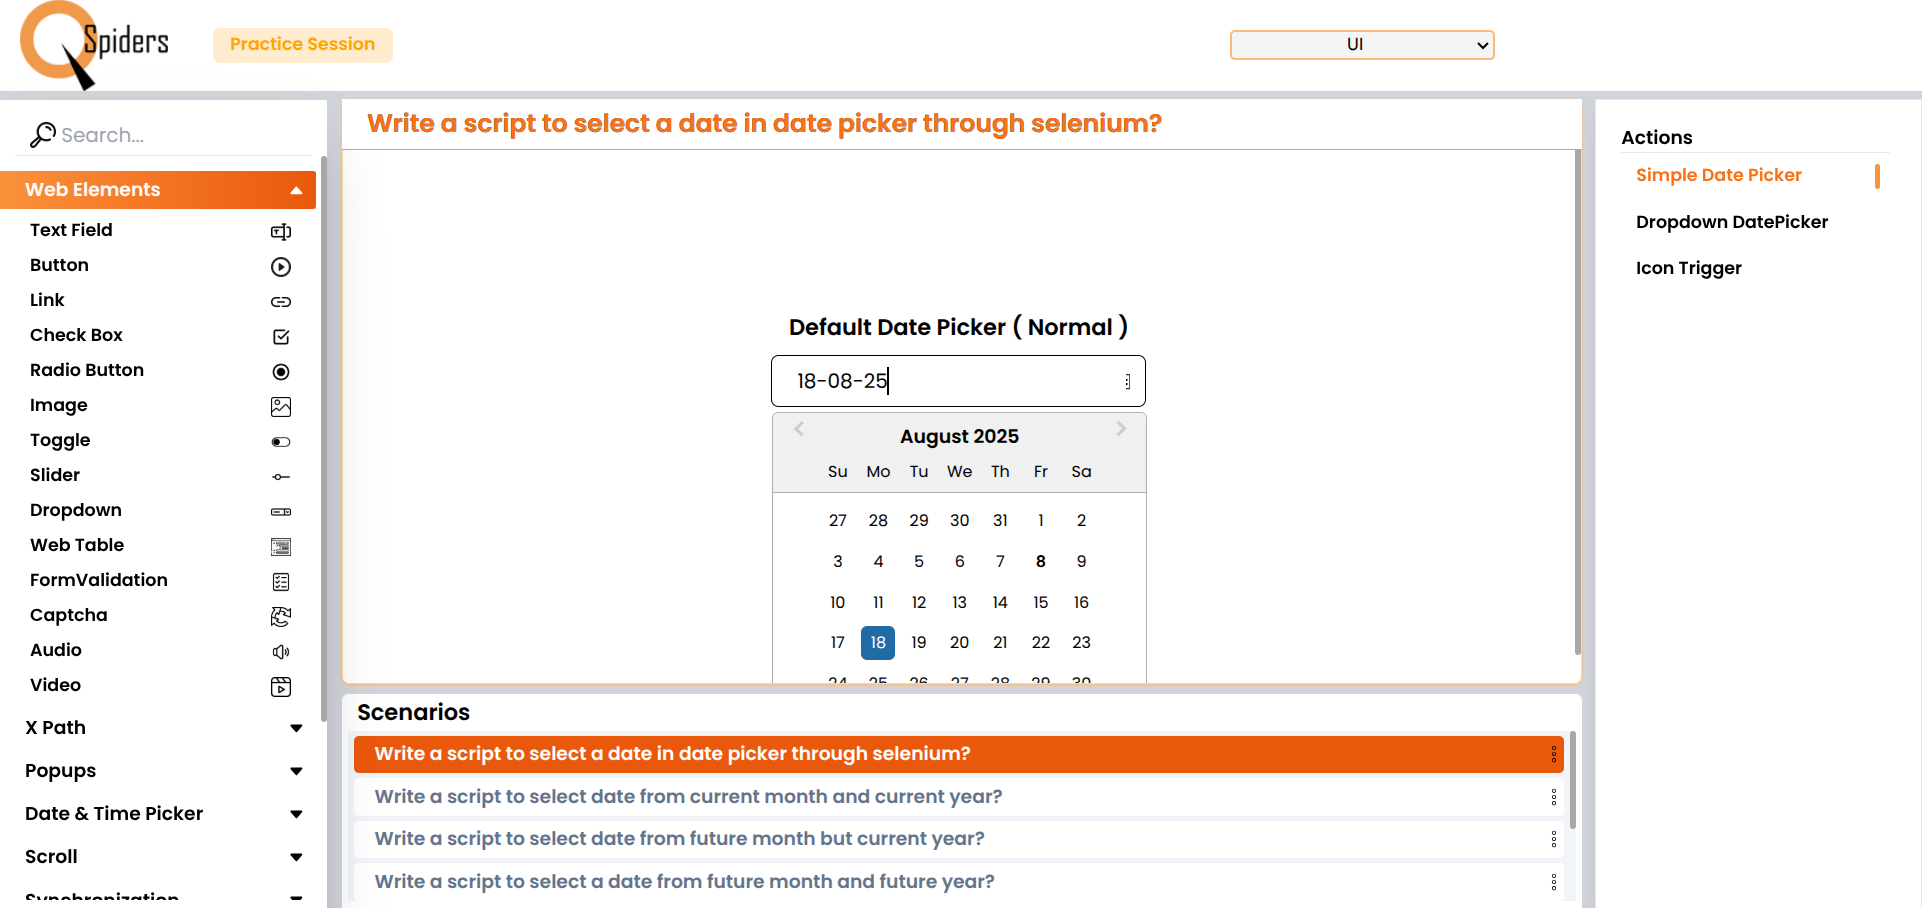 Spiders
Practice Session
UI
Search...
Web Elements
Text Field
Button
Link
Check Box
Radio Button
Image
Toggle
Slider
Dropdown
Web Table
FormValidation
Captcha
Audio
Video
X Path
Popups
Date & Time Picker
Scroll
Synchronization
Write a script to select a date in date picker through selenium?
Default Date Picker ( Normal )
18-08-25
August 2025
Su Mo Tu We Th Fr Sa
27 28 29 30 31 1 2
3 4 5 6 7 8 9
10 11 12 13 14 15 16
17 18 19 20 21 22 23
24 25 26 27 28 29 30
Scenarios
Write a script to select a date in date picker through selenium?
Write a script to select date from current month and current year?
Write a script to select date from future month but current year?
Write a script to select a date from future month and future year?
Actions
Simple Date Picker
Dropdown DatePicker
Icon Trigger